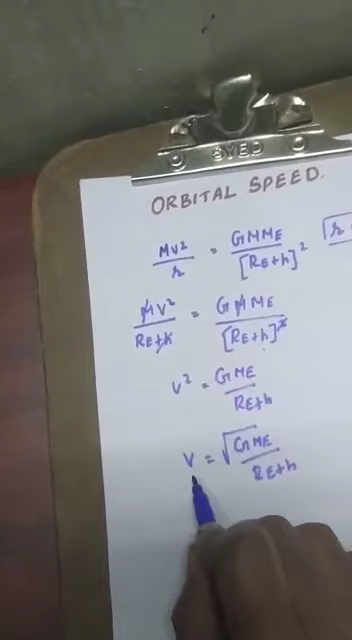 SYED
ORBITAL SPEED.
MV²/r = GMME/[RE+h]²
MV²/RE+h = GMME/[RE+h]²
V² = GME/RE+h
V = √GME/RE+h